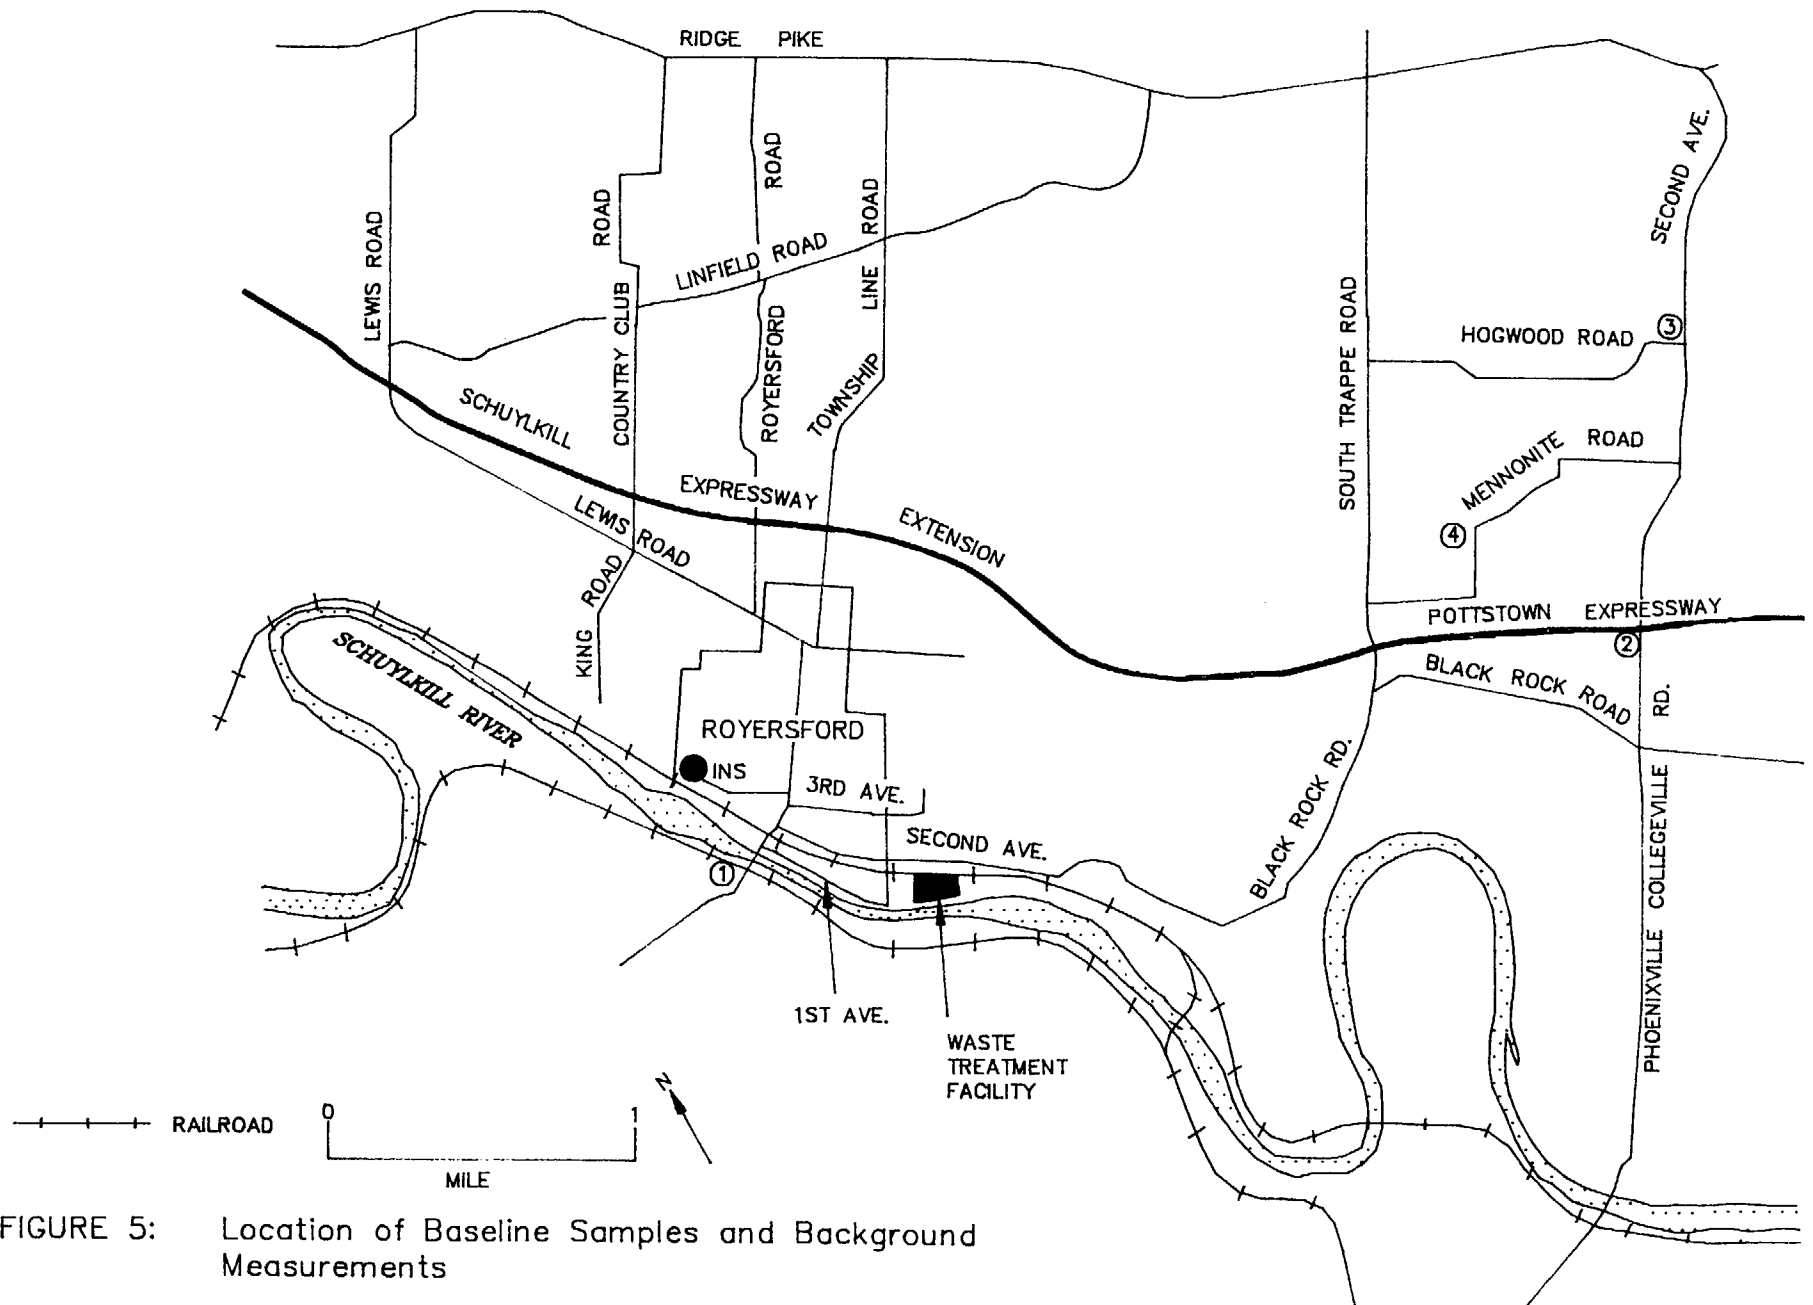 RIDGE PIKE
LEWIS ROAD
COUNTRY CLUB ROAD
ROYERSFORD ROAD
TOWNSHIP LINE ROAD
LINFIELD ROAD
SECOND AVE.
SOUTH TRAPPE ROAD
HOGWOOD ROAD
3
MENNONITE ROAD
4
SCHUYLKILL EXPRESSWAY EXTENSION
LEWIS ROAD
KING ROAD
POTTSTOWN EXPRESSWAY
2
BLACK ROCK ROAD
SCHUYLKILL RIVER
ROYERSFORD
INS
3RD AVE.
SECOND AVE.
BLACK ROCK RD.
PHOENIXVILLE COLLEGEVILLE RD.
1
1ST AVE.
WASTE
TREATMENT
FACILITY
N
RAILROAD
0 1
MILE
FIGURE 5: Location of Baseline Samples and Background
Measurements